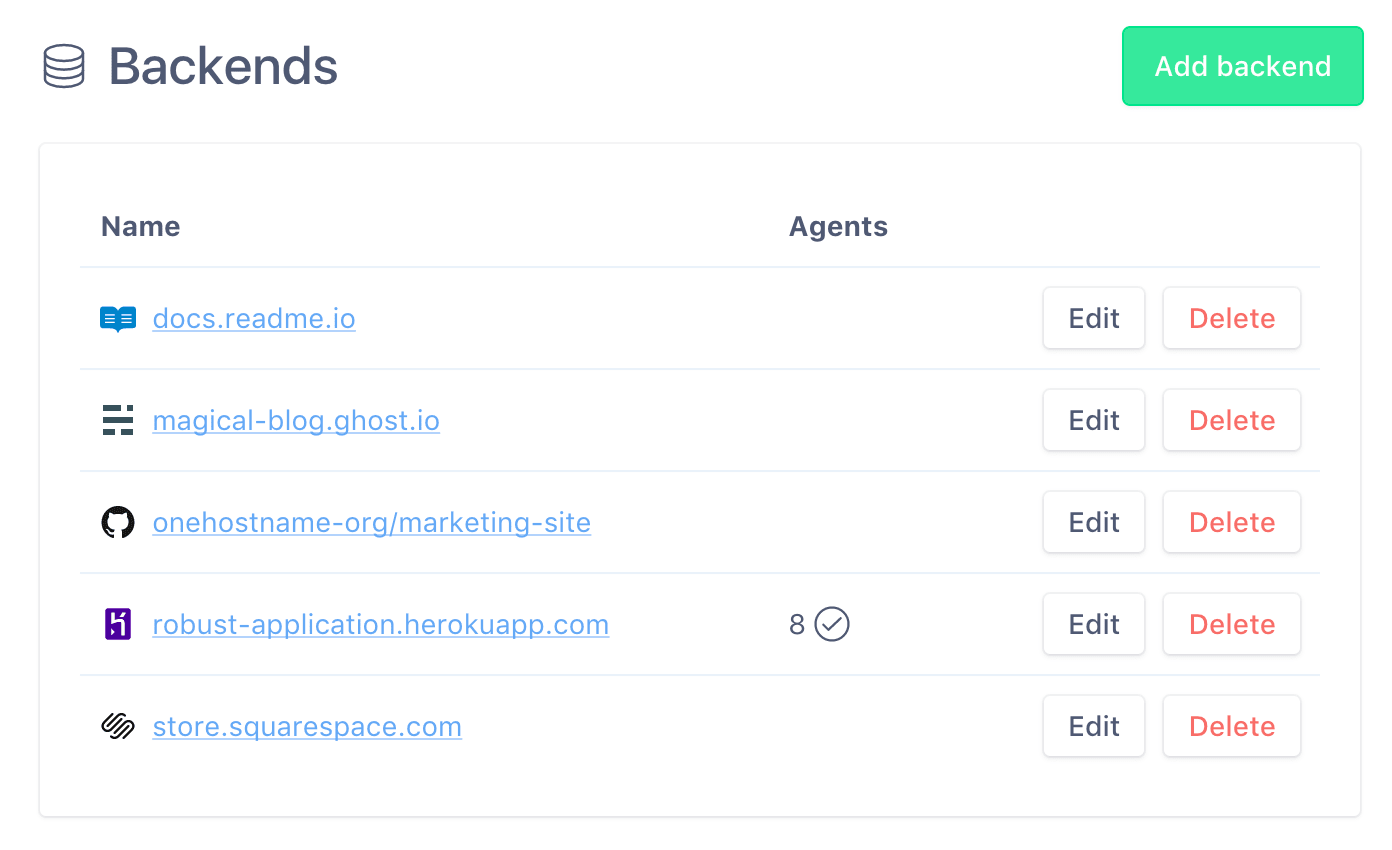 Backends
Add backend
Name Agents
docs.readme.io Edit Delete
magical-blog.ghost.io Edit Delete
onehostname-org/marketing-site Edit Delete
robust-application.herokuapp.com 8 Edit Delete
store.squarespace.com Edit Delete